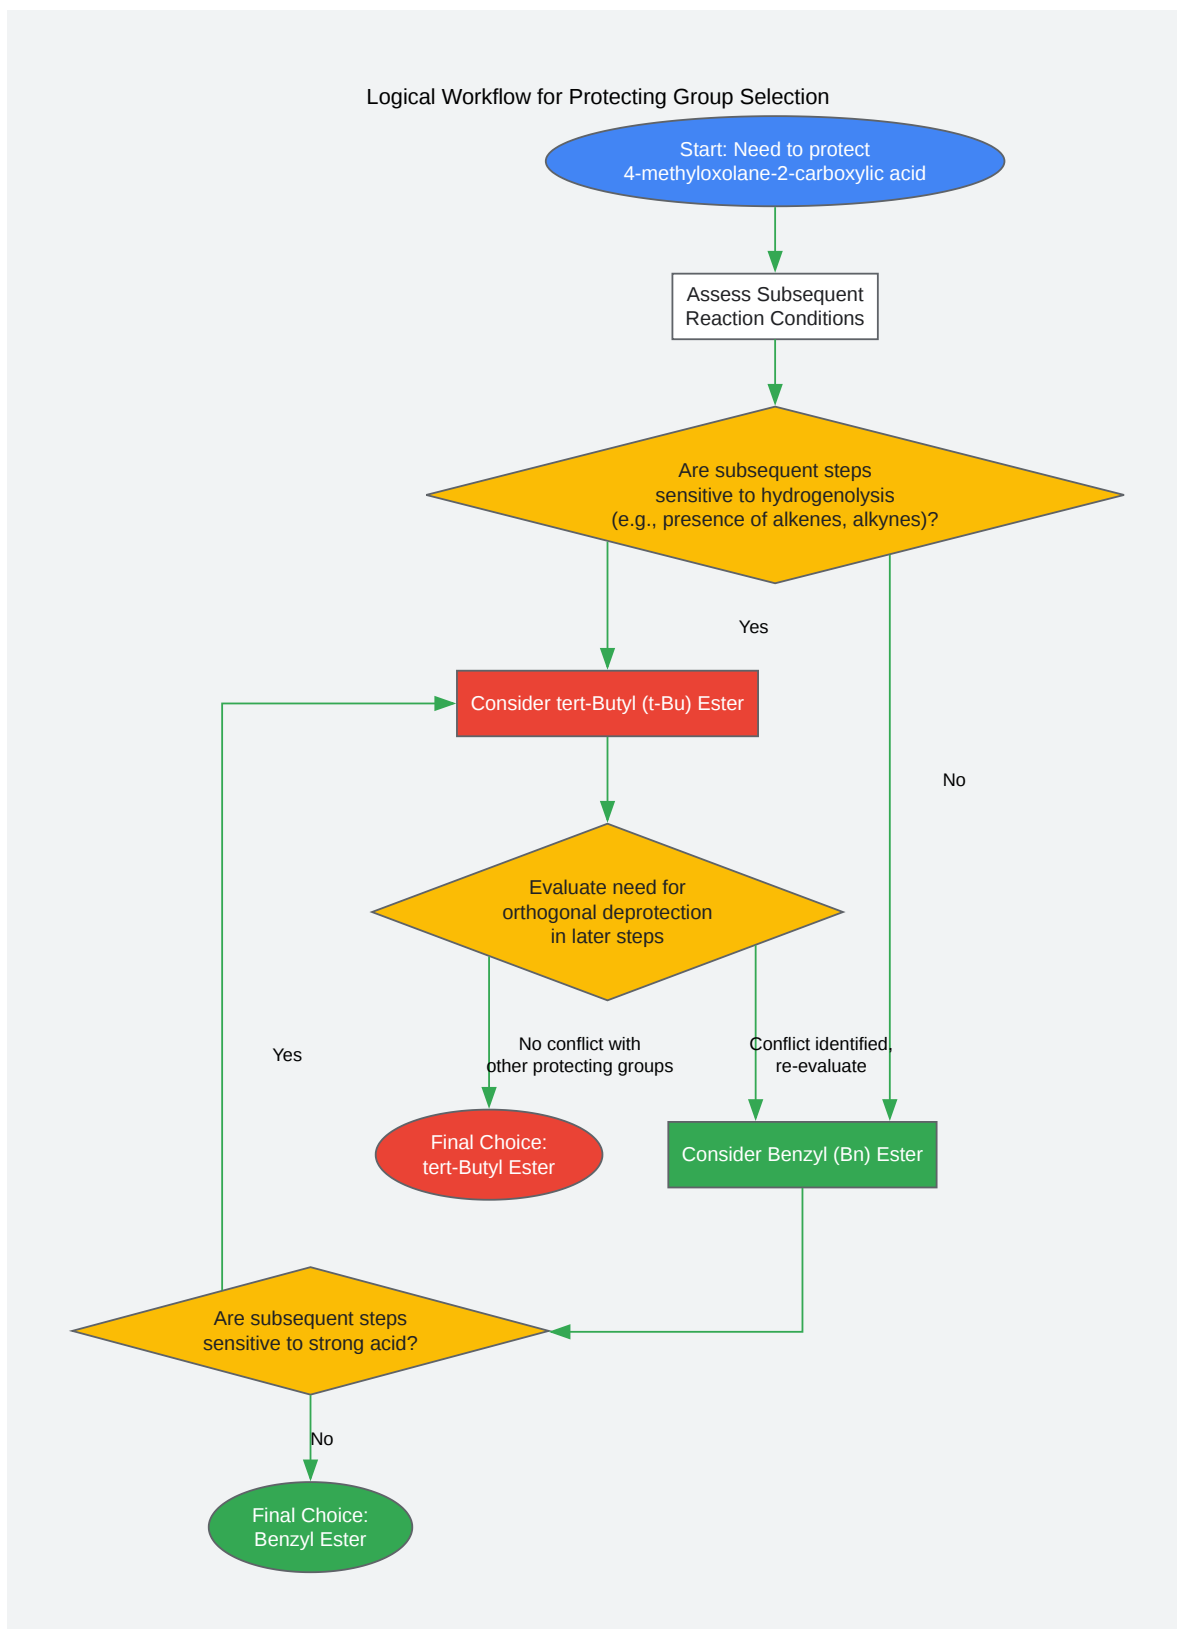 Logical Workflow for Protecting Group Selection
Start: Need to protect
4-methyloxolane-2-carboxylic acid
Assess Subsequent
Reaction Conditions
Are subsequent steps
sensitive to hydrogenolysis
(e.g., presence of alkenes, alkynes)?
Yes
Consider tert-Butyl (t-Bu) Ester
No
Evaluate need for
orthogonal deprotection
in later steps
Yes
No conflict with
other protecting groups
Conflict identified,
re-evaluate
Final Choice:
tert-Butyl Ester
Consider Benzyl (Bn) Ester
Are subsequent steps
sensitive to strong acid?
No
Final Choice:
Benzyl Ester